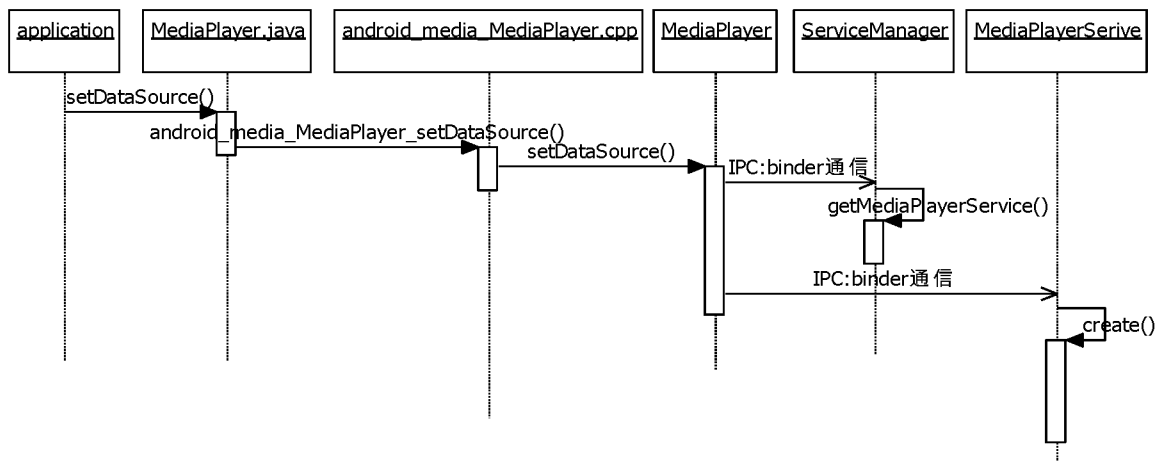 application
MediaPlayer.java
android_media_MediaPlayer.cpp
MediaPlayer
ServiceManager
MediaPlayerSerive
setDataSource()
android_media_MediaPlayer_setDataSource()
setDataSource()
IPC:binder通信
getMediaPlayerService()
IPC:binder通信
create()